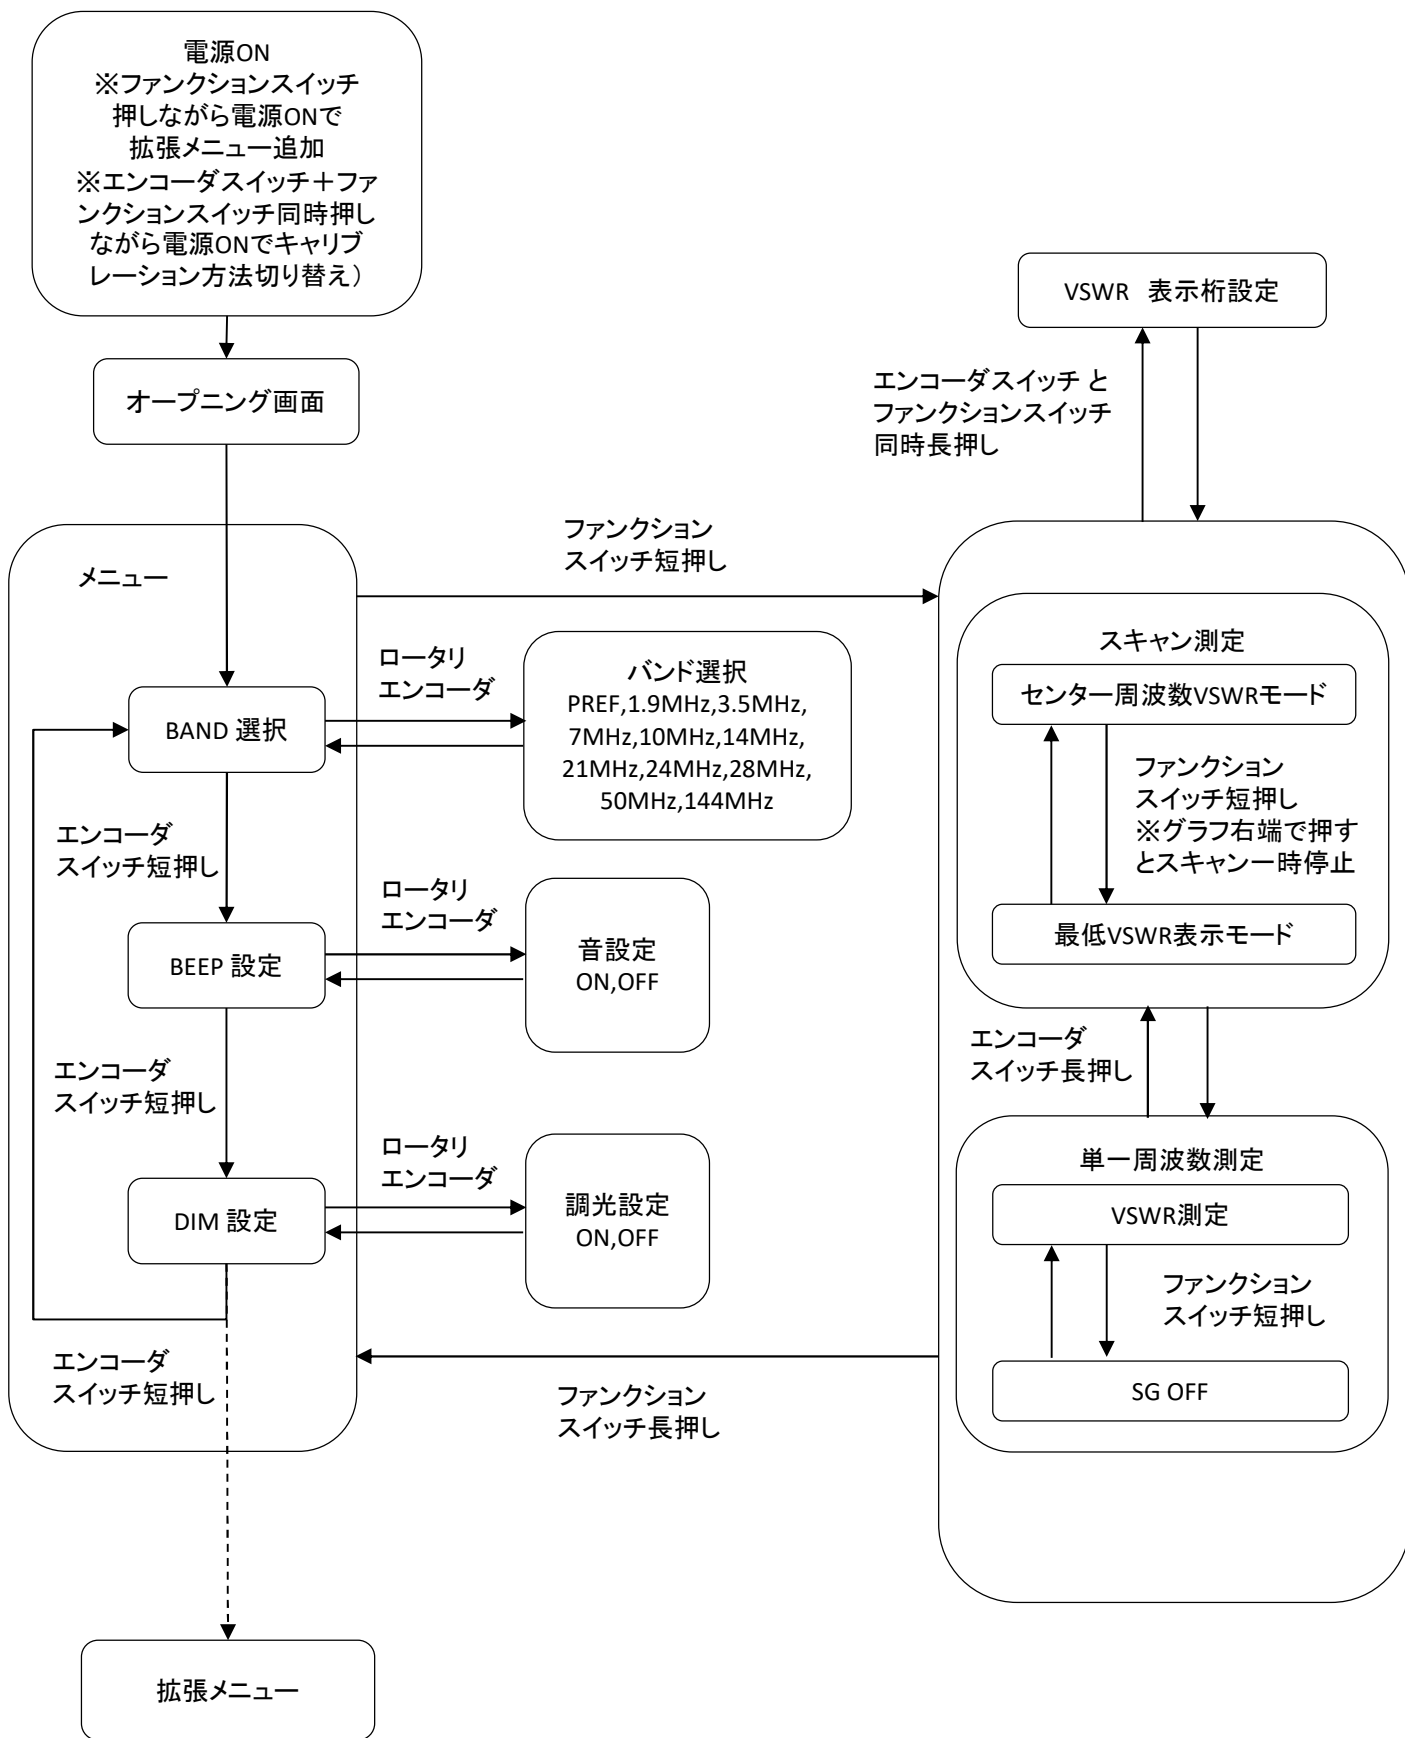 電源ON
※ファンクションスイッチ
押しながら電源ONで
拡張メニュー追加
※エンコーダスイッチ＋ファ
ンクションスイッチ同時押し
ながら電源ONでキャリブ
レーション方法切り替え）
オープニング画面
VSWR　表示桁設定
エンコーダスイッチ と
ファンクションスイッチ
同時長押し
メニュー
ファンクション
スイッチ短押し
BAND 選択
ロータリ
エンコーダ
バンド選択
PREF,1.9MHz,3.5MHz,
7MHz,10MHz,14MHz,
21MHz,24MHz,28MHz,
50MHz,144MHz
エンコーダ
スイッチ短押し
BEEP 設定
ロータリ
エンコーダ
音設定
ON,OFF
エンコーダ
スイッチ短押し
DIM 設定
ロータリ
エンコーダ
調光設定
ON,OFF
エンコーダ
スイッチ短押し
ファンクション
スイッチ長押し
拡張メニュー
スキャン測定
センター周波数VSWRモード
ファンクション
スイッチ短押し
※グラフ右端で押す
とスキャン一時停止
最低VSWR表示モード
エンコーダ
スイッチ長押し
単一周波数測定
VSWR測定
ファンクション
スイッチ短押し
SG OFF